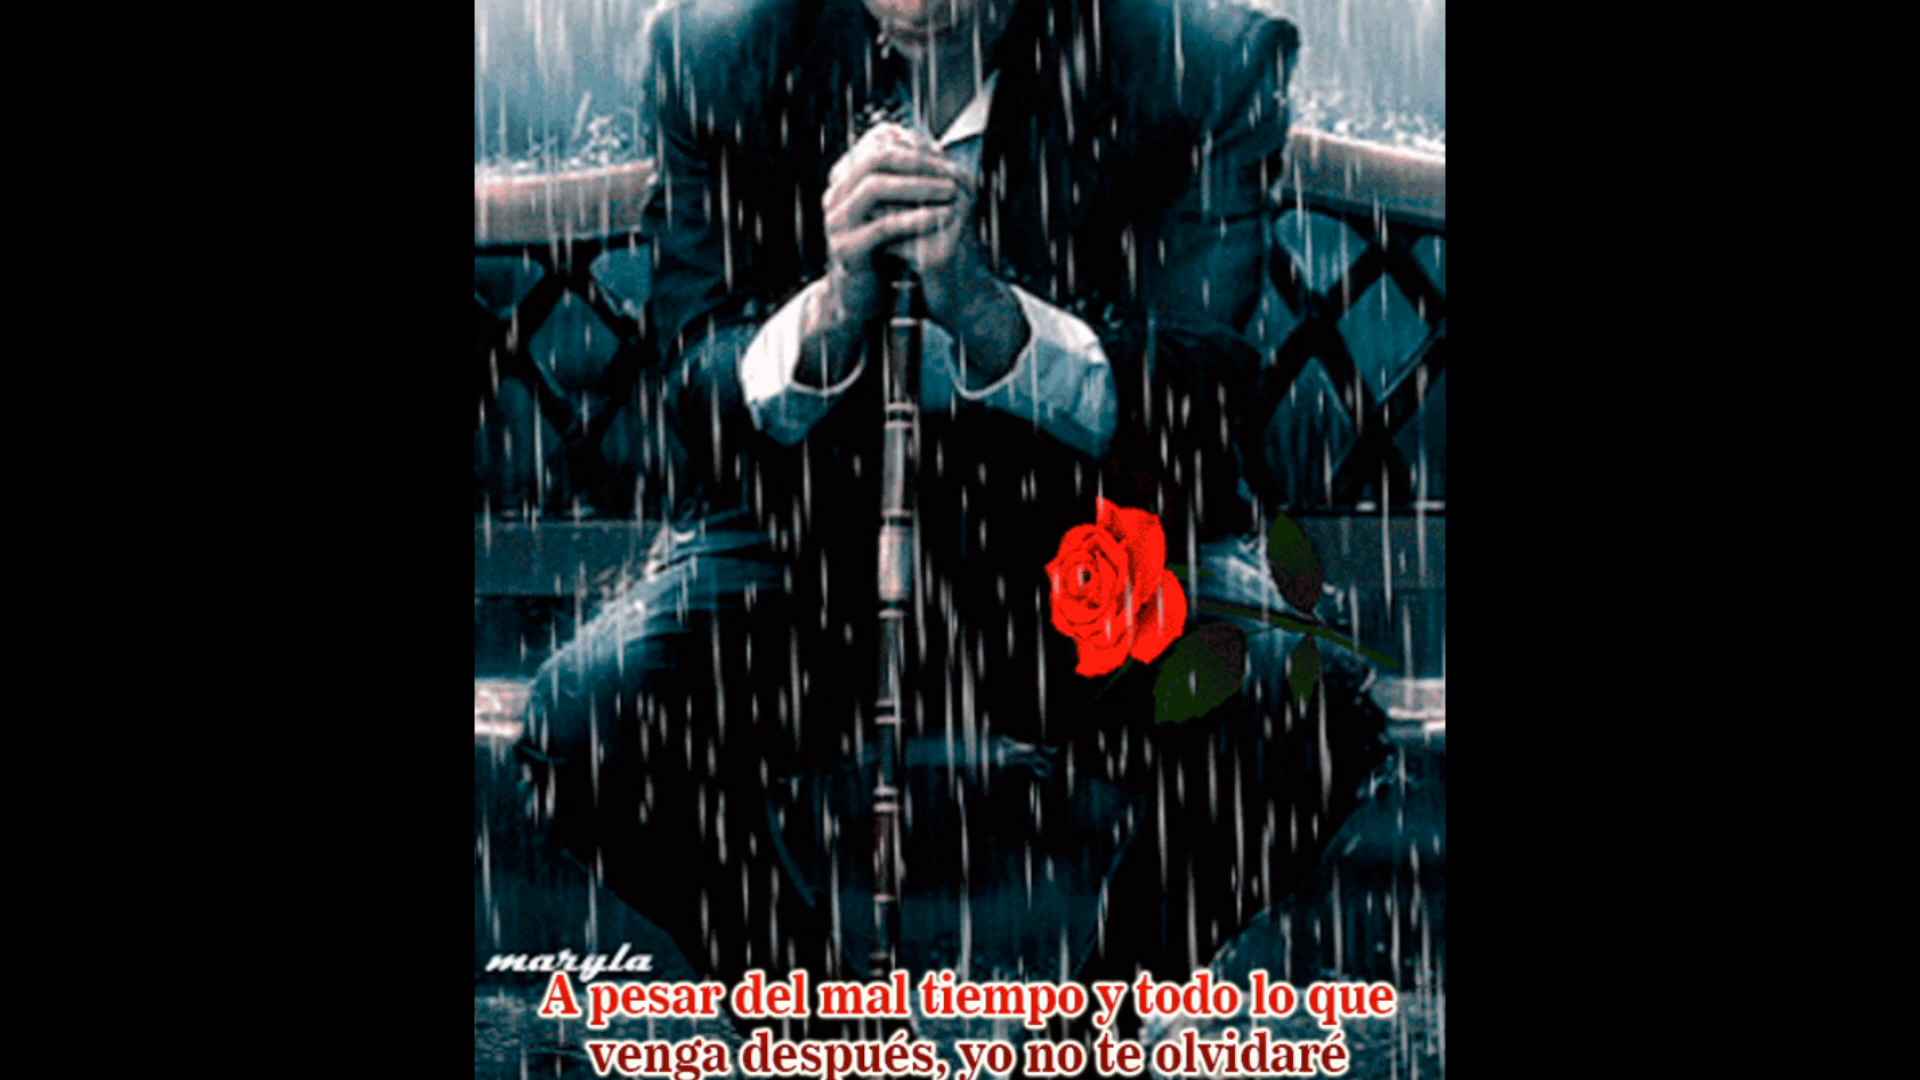 maryla
A pesar del mal tiempo y todo lo que
venga después, yo no te olvidaré